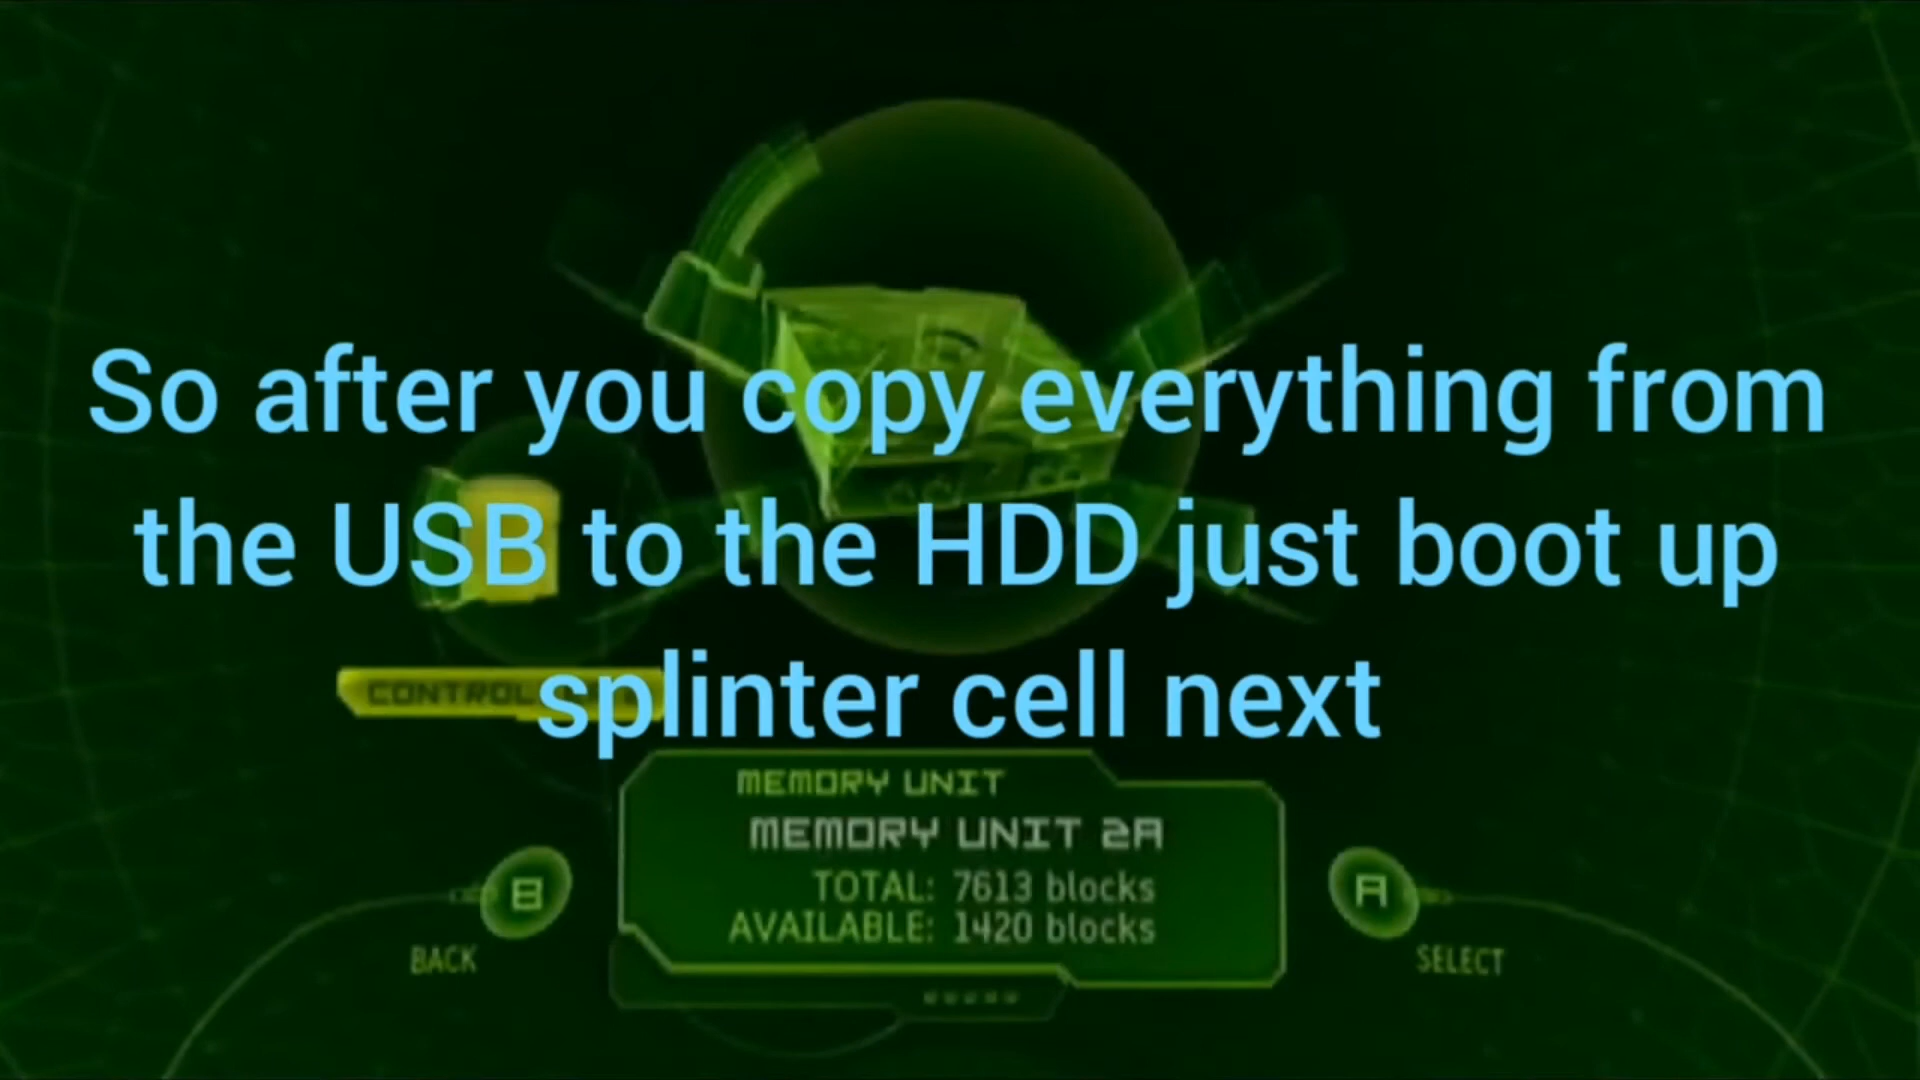 So after you copy everything from
the USB to the HDD just boot up
splinter cell next
MEMORY UNIT
MEMORY UNIT 2A
TOTAL: 7613 blocks
AVAILABLE: 1420 blocks
B
BACK
A
SELECT